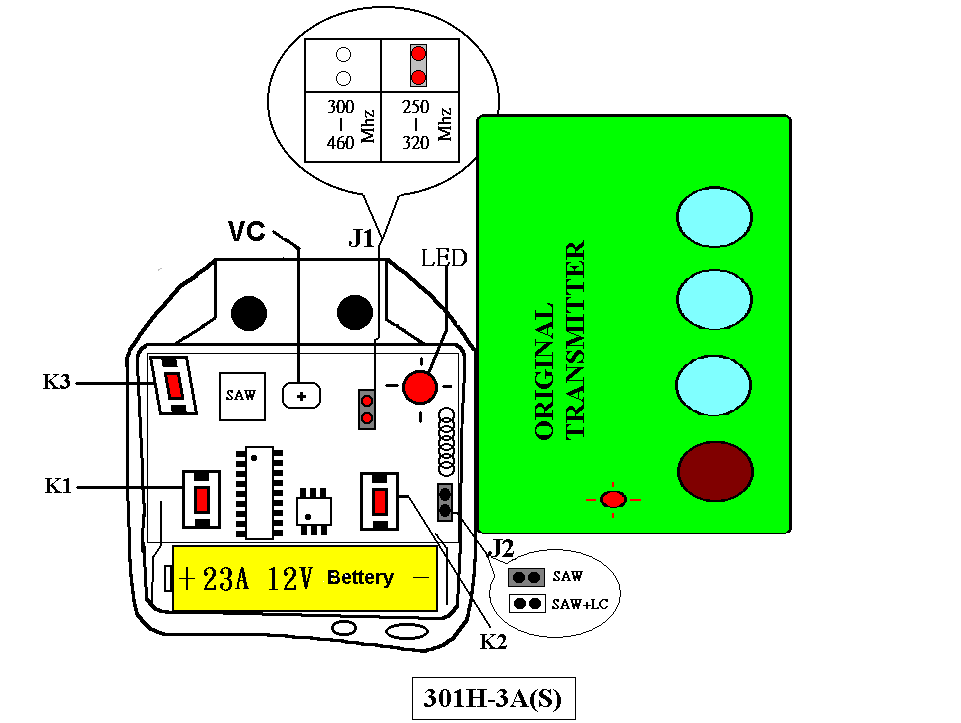 300
—
460
Mhz
250
—
320
Mhz
VC
J1
LED
ORIGINAL
TRANSMITTER
K3
SAW
+
K1
J2
+ 23A 12V Bettery —
SAW
SAW+LC
K2
301H-3A(S)